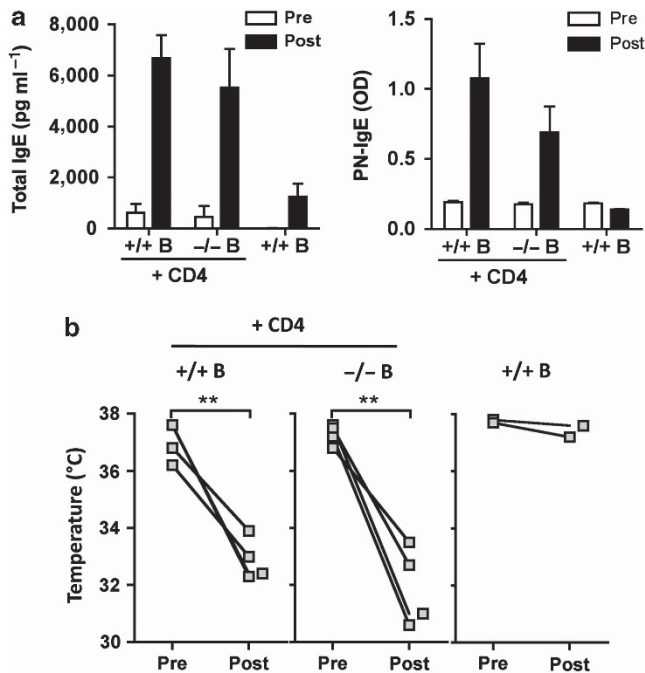 a
8,000
6,000
4,000
2,000
0
Total IgE (pg ml⁻¹)
Pre
Post
+/+ B
–/– B
+/+ B
+ CD4
1.5
1.0
0.5
0.0
PN-IgE (OD)
Pre
Post
+/+ B
–/– B
+/+ B
+ CD4
b
+ CD4
+/+ B
–/– B
+/+ B
**
**
38
36
34
32
30
Temperature (°C)
Pre
Post
Pre
Post
Pre
Post